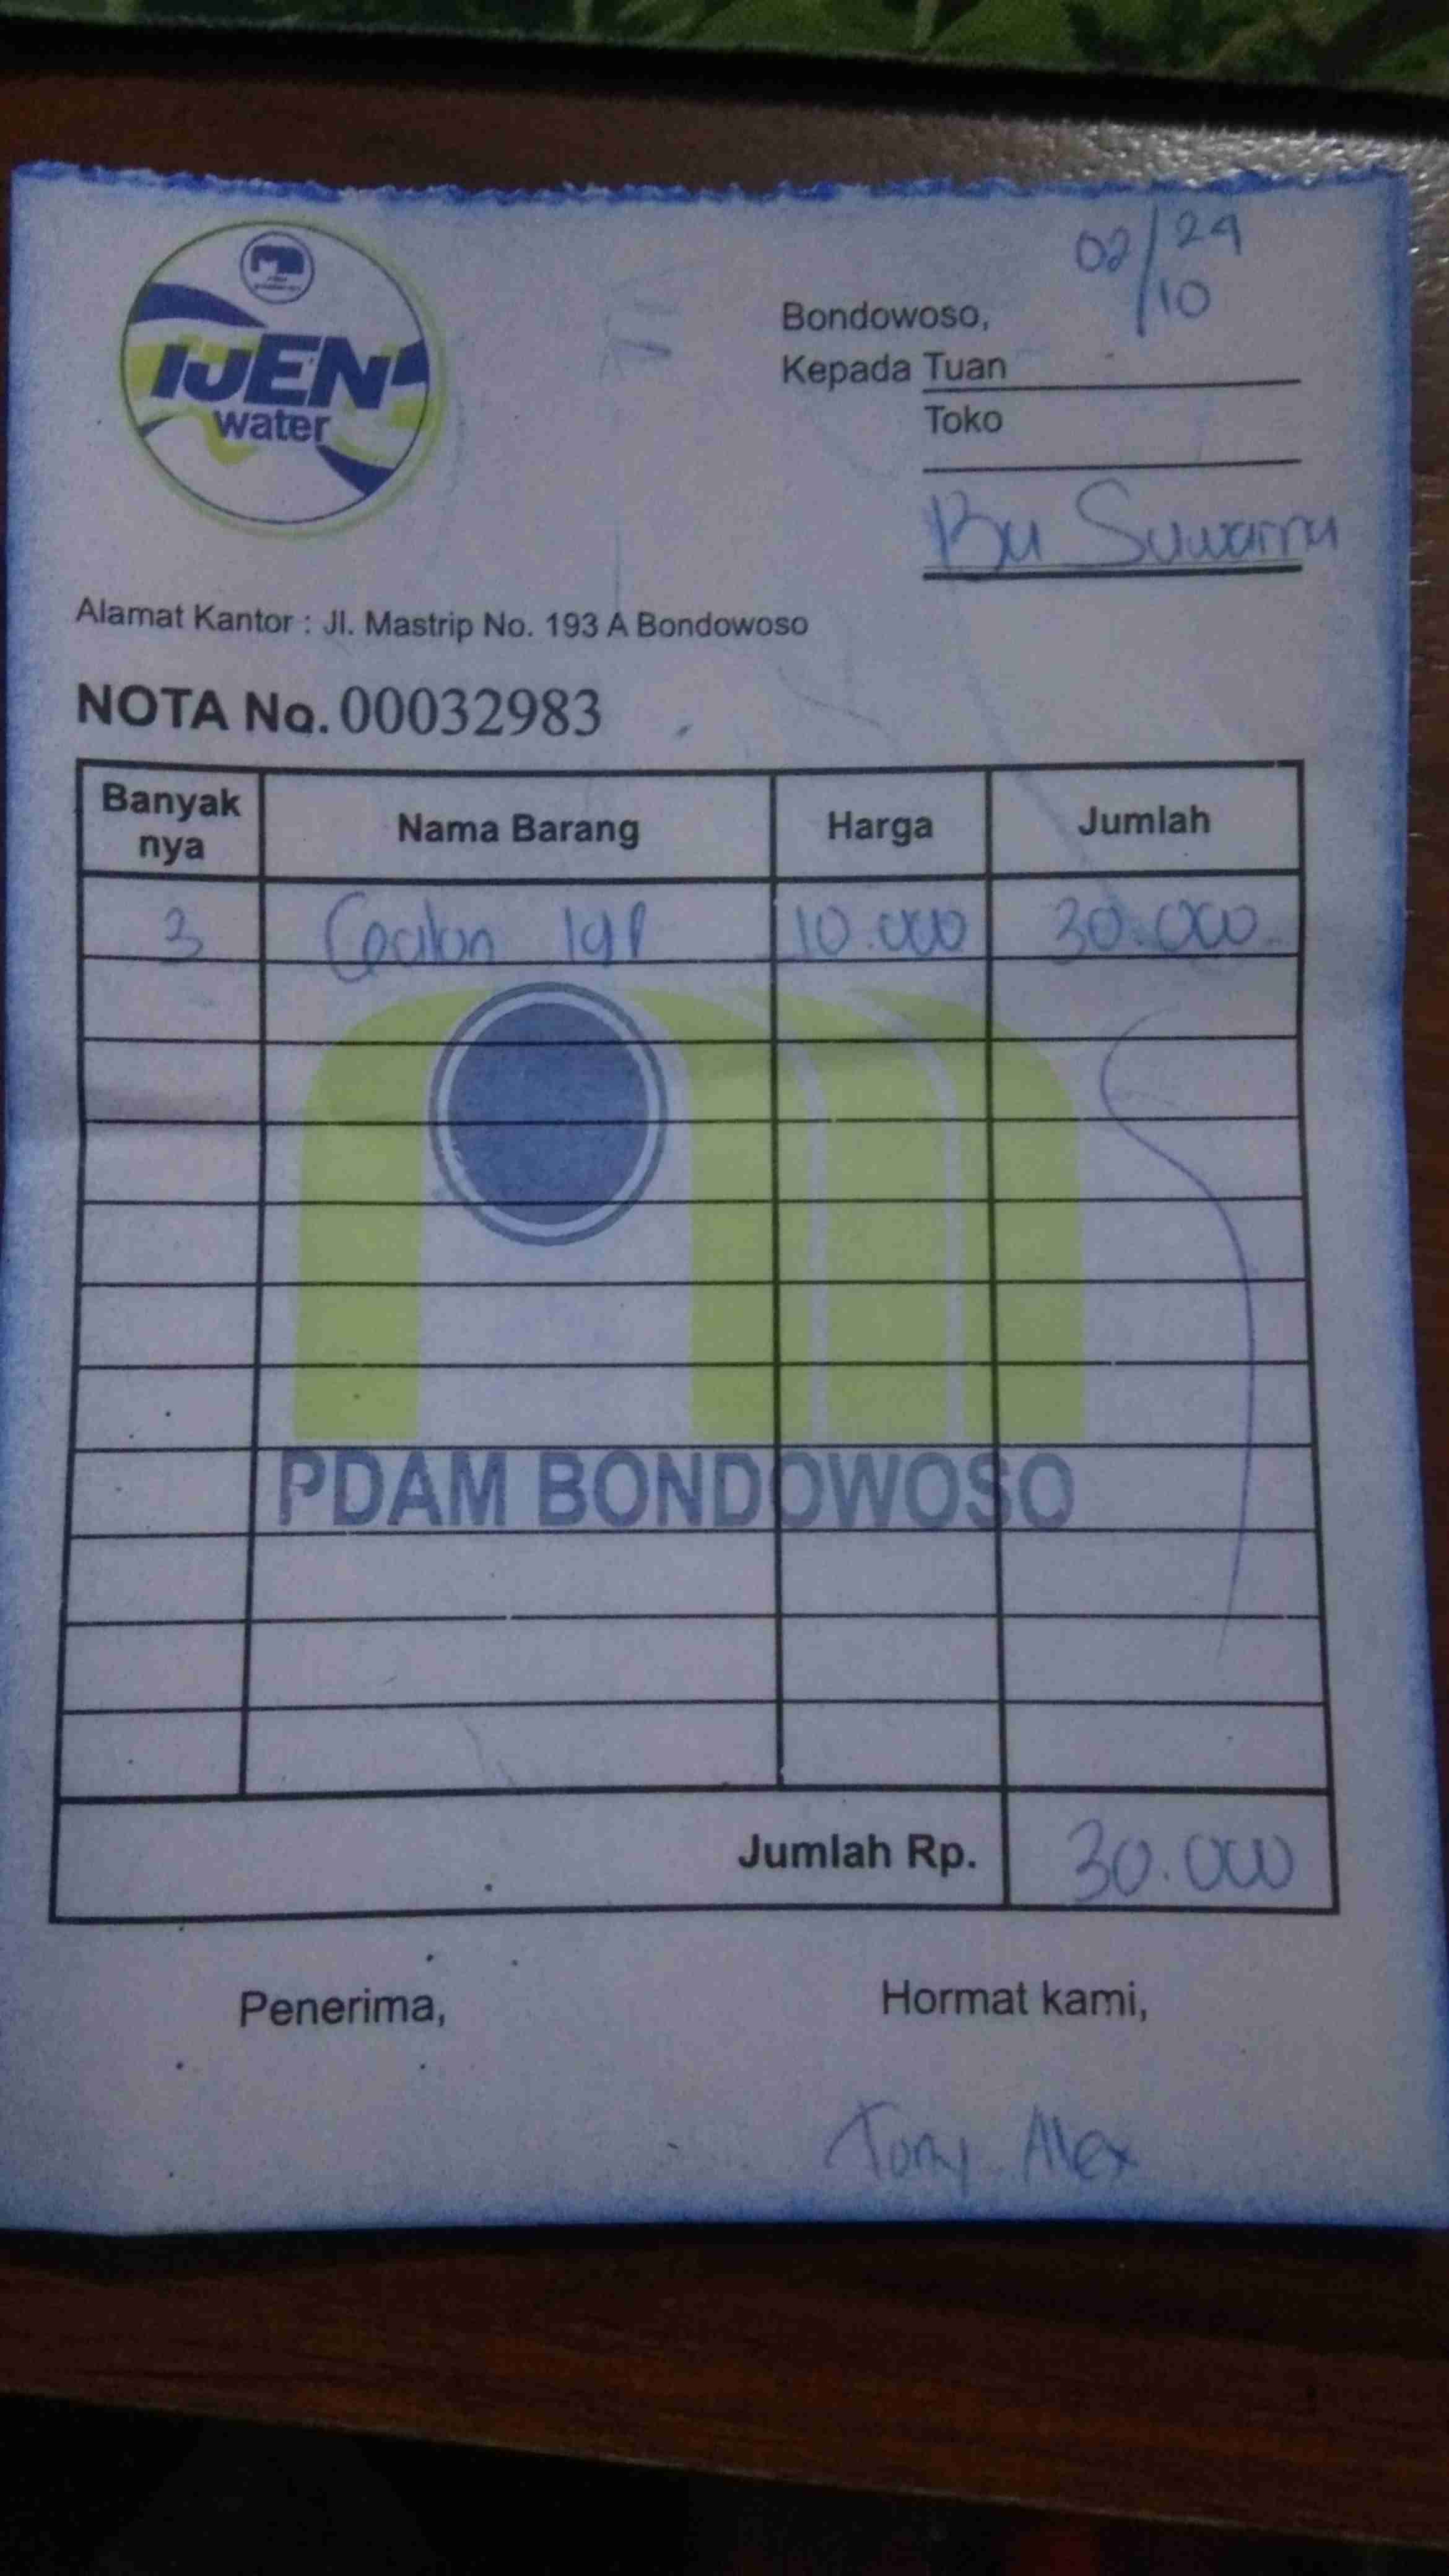 IJEN
water
02/24
/10
Bondowoso,
Kepada Tuan
Toko
Bu Suwarni
Alamat Kantor : Jl. Mastrip No. 193 A Bondowoso
NOTA No. 00032983
Banyak nya Nama Barang Harga Jumlah
3 19l 10.000 30.000
PDAM BONDOWOSO
Jumlah Rp. 30.000
Penerima, Hormat kami,
Tony Alex